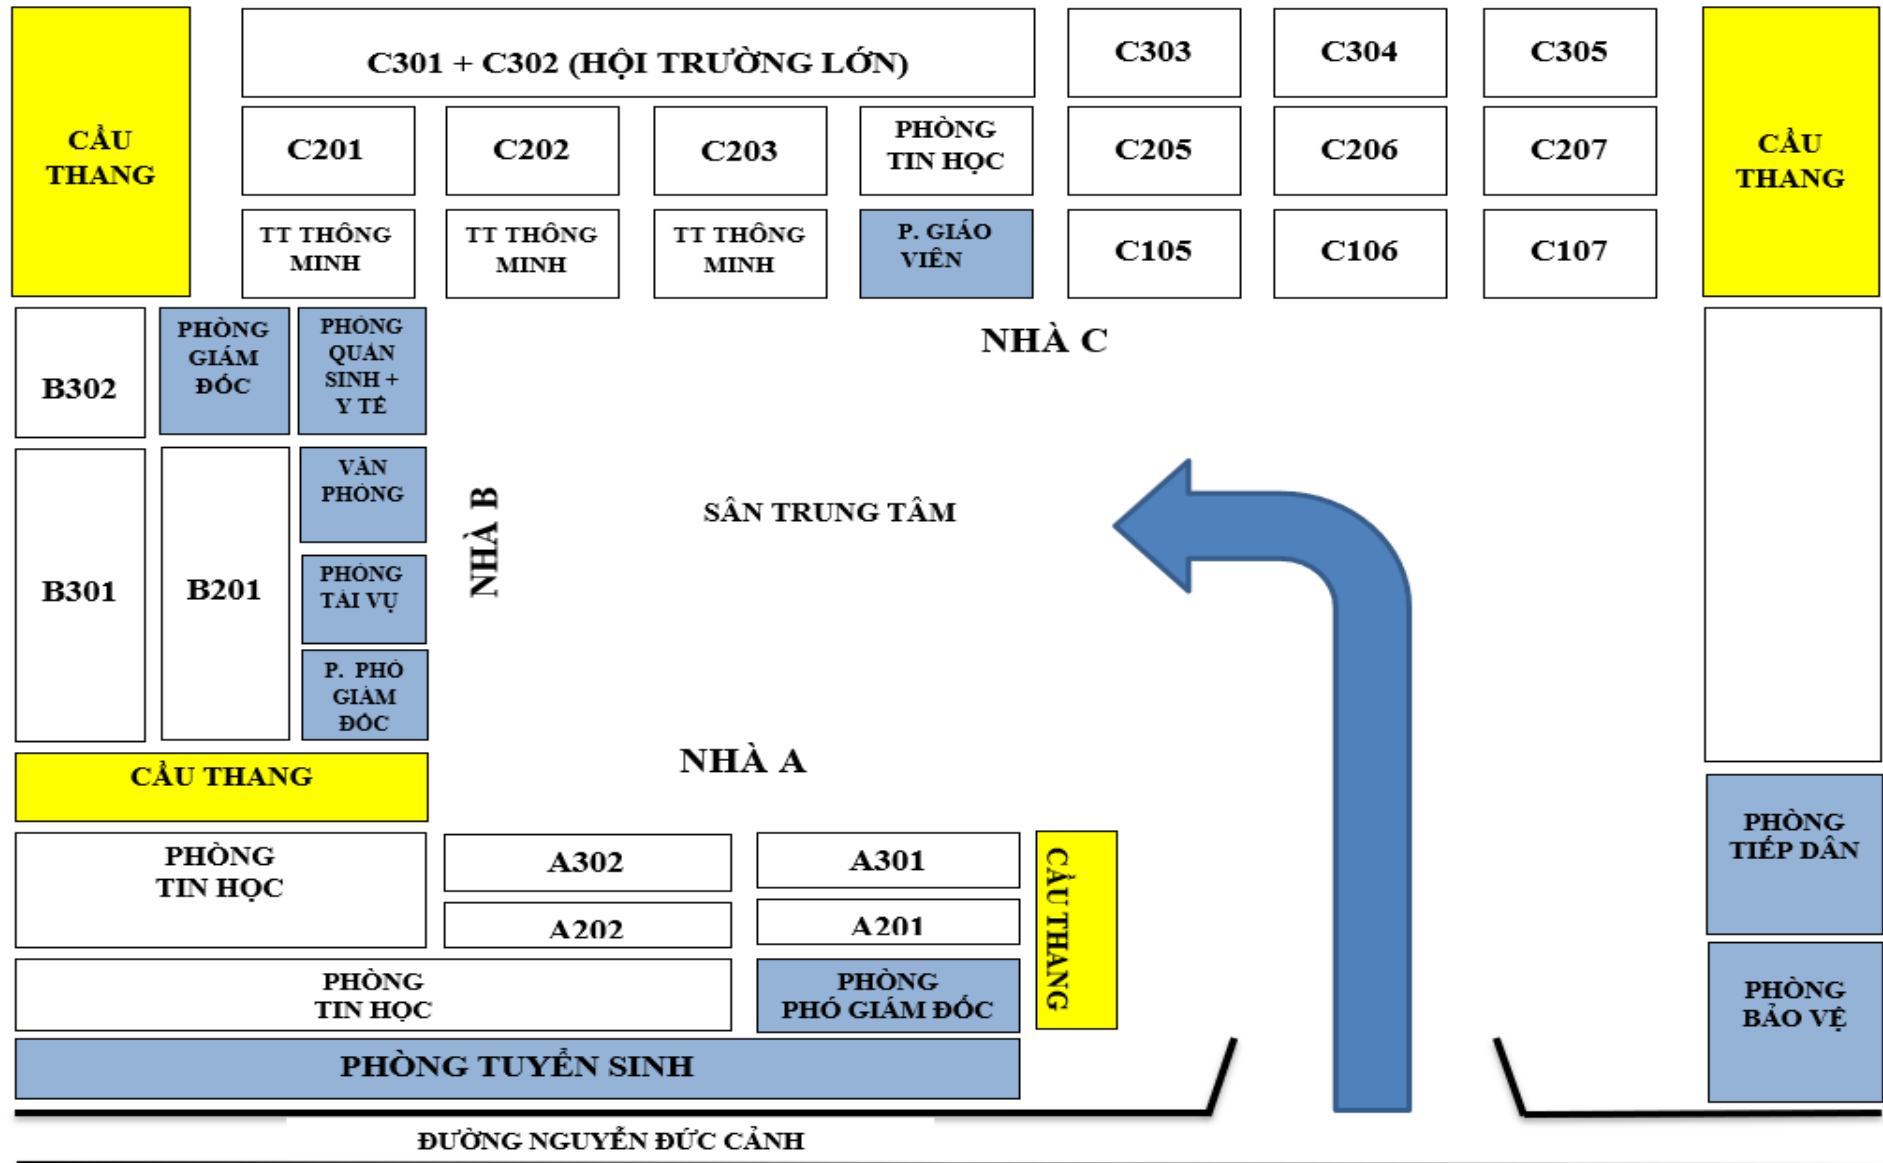 C301 + C302 (HỘI TRƯỜNG LỚN)
C303
C304
C305
CẦU
THANG
C201
C202
C203
PHÒNG
TIN HỌC
C205
C206
C207
CẦU
THANG
TT THÔNG
MINH
TT THÔNG
MINH
TT THÔNG
MINH
P. GIÁO
VIÊN
C105
C106
C107
B302
PHÒNG
GIÁM
ĐỐC
PHÒNG
QUẢN
SINH +
Y TẾ
NHÀ C
VĂN
PHÒNG
B301
B201
PHÒNG
TÀI VỤ
NHÀ B
SÂN TRUNG TÂM
P. PHÓ
GIÁM
ĐỐC
CẦU THANG
NHÀ A
PHÒNG
TIN HỌC
A302
A301
A202
A201
CẦU THANG
PHÒNG
TIẾP DÂN
PHÒNG
TIN HỌC
PHÒNG
PHÓ GIÁM ĐỐC
PHÒNG
BẢO VỆ
PHÒNG TUYỂN SINH
ĐƯỜNG NGUYỄN ĐỨC CẢNH